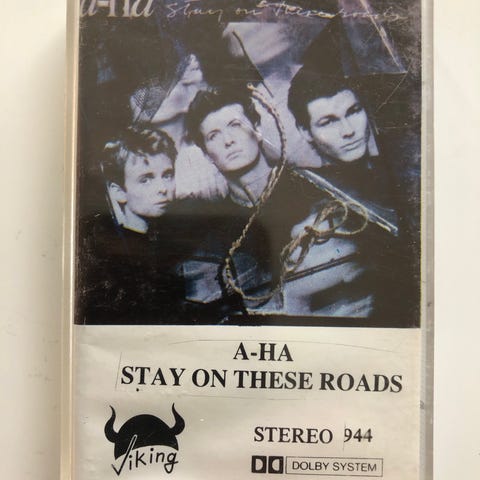 a-ha stay on these roads
A-HA
STAY ON THESE ROADS
Viking
STEREO 944
DOLBY SYSTEM